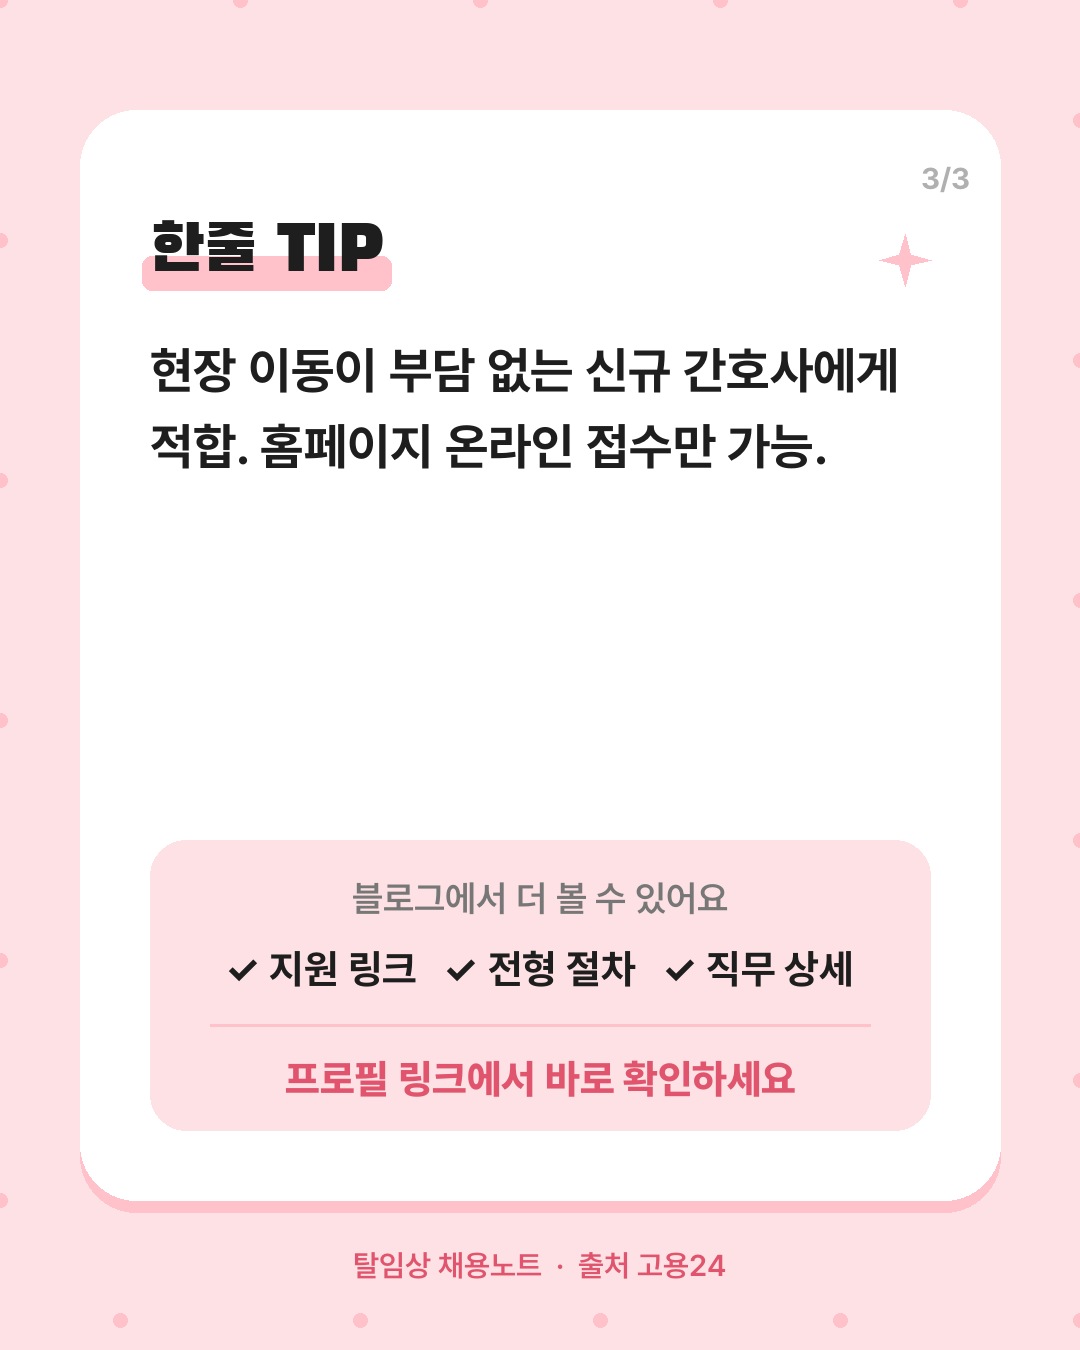 3/3
한줄 TIP
현장 이동이 부담 없는 신규 간호사에게
적합. 홈페이지 온라인 접수만 가능.
블로그에서 더 볼 수 있어요
✓ 지원 링크 ✓ 전형 절차 ✓ 직무 상세
프로필 링크에서 바로 확인하세요
탈임상 채용노트 · 출처 고용24